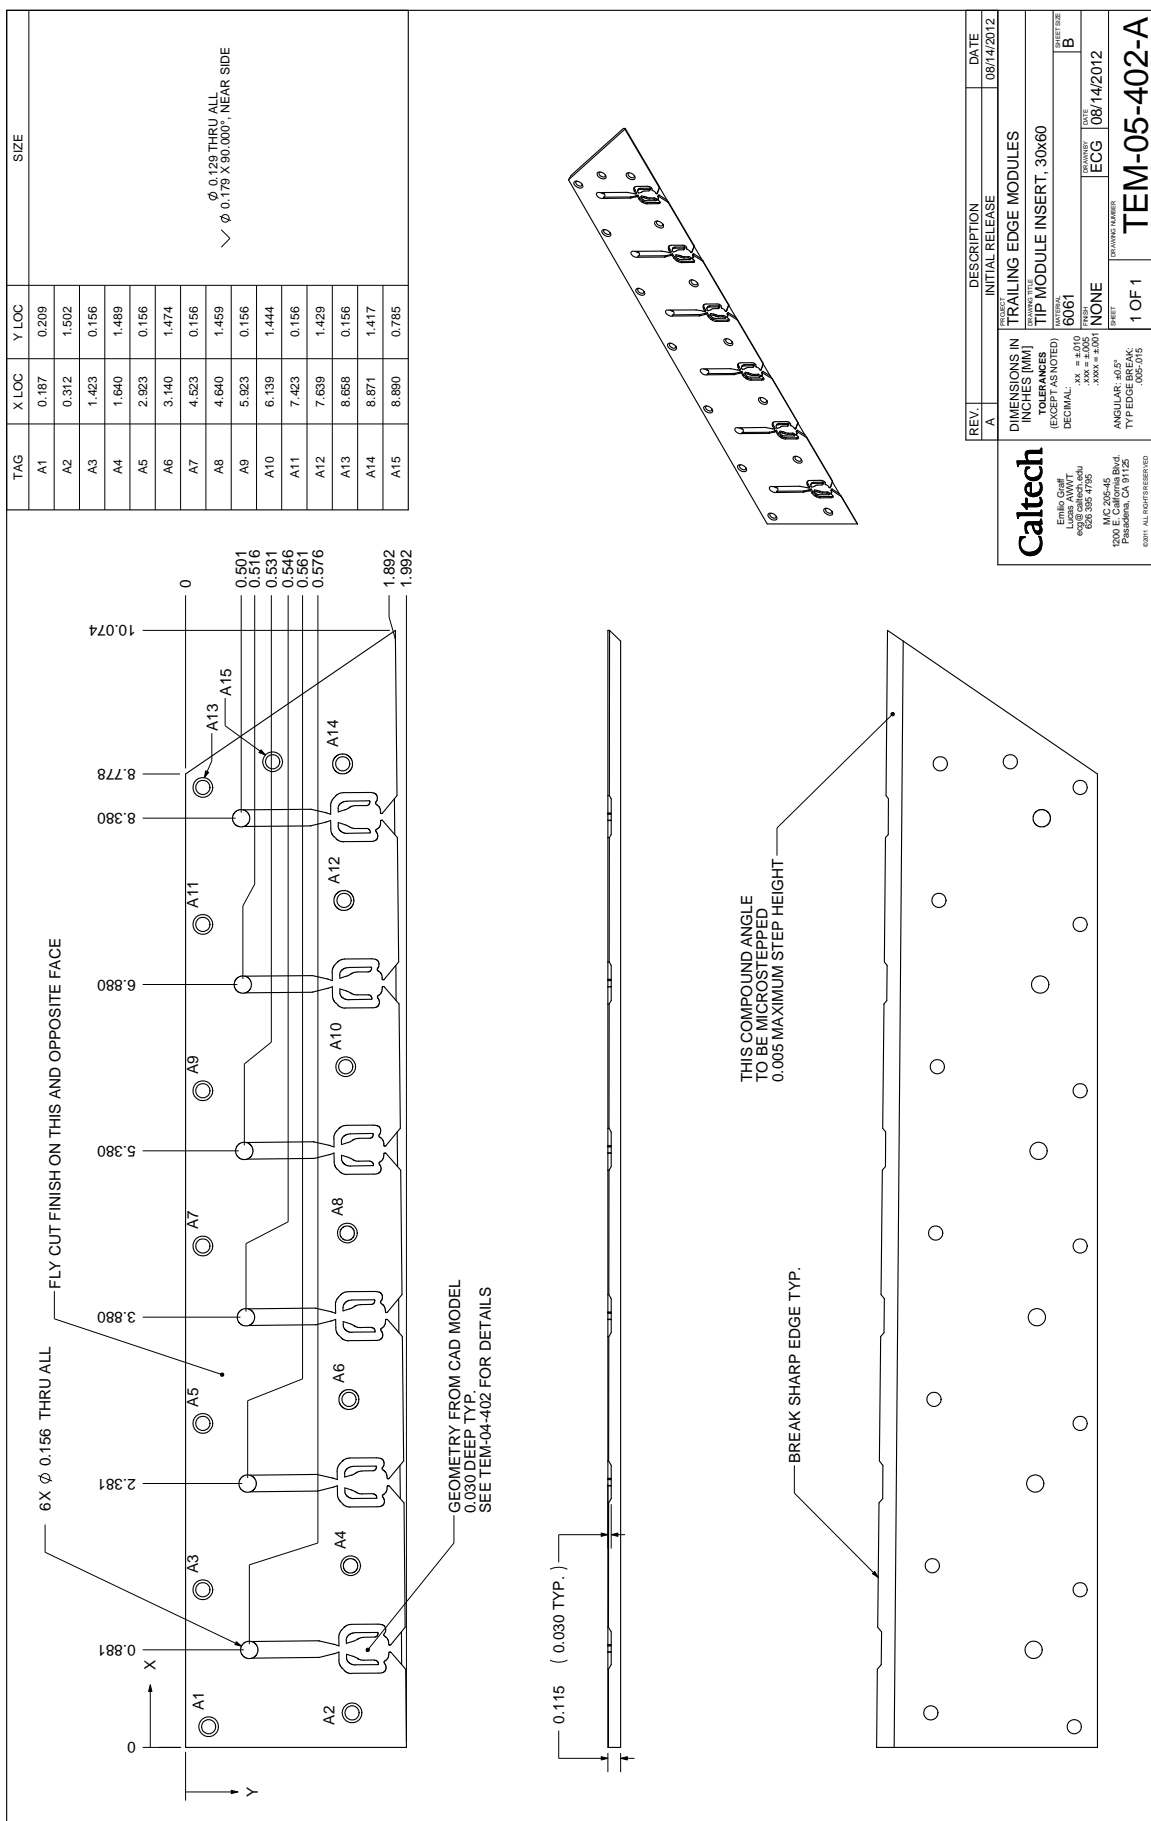 TAG X LOC Y LOC SIZE
A1 0.187 0.209
A2 0.312 1.502
A3 1.423 0.156
A4 1.640 1.489
A5 2.923 0.156
A6 3.140 1.474
A7 4.523 0.156
A8 4.640 1.459
A9 5.923 0.156
A10 6.139 1.444
A11 7.423 0.156
A12 7.639 1.429
A13 8.658 0.156
A14 8.871 1.417
A15 8.890 0.785
Ø 0.129 THRU ALL
⌵ Ø 0.179 X 90.000°, NEAR SIDE
6X Ø 0.156 THRU ALL
FLY CUT FINISH ON THIS AND OPPOSITE FACE
0
0.881
2.381
3.880
5.380
6.880
8.380
8.778
10.074
X
Y
A1
A3
A5
A7
A9
A11
A13
A15
A2
A4
A6
A8
A10
A12
A14
0
0.501
0.516
0.531
0.546
0.561
0.576
1.892
1.992
GEOMETRY FROM CAD MODEL
0.030 DEEP TYP.
SEE TEM-04-402 FOR DETAILS
0.115 ( 0.030 TYP. )
THIS COMPOUND ANGLE
TO BE MICROSTEPPED
0.005 MAXIMUM STEP HEIGHT
BREAK SHARP EDGE TYP.
REV. DESCRIPTION DATE
A INITIAL RELEASE 08/14/2012
Caltech
Emilio Graff
Lucas AWWT
ecg@caltech.edu
626 395 4795
M/C 205-45
1200 E. California Blvd.
Pasadena, CA 91125
©2011 ALL RIGHTS RESERVED
DIMENSIONS IN
INCHES [MM]
TOLERANCES
(EXCEPT AS NOTED)
DECIMAL:
.XX = ±.010
.XXX = ±.005
.XXXX = ±.001
ANGULAR: ±0.5°
TYP EDGE BREAK:
.005-.015
PROJECT
TRAILING EDGE MODULES
DRAWING TITLE
TIP MODULE INSERT, 30x60
MATERIAL
6061
SHEET SIZE
B
FINISH
NONE
DRAWN BY
ECG
DATE
08/14/2012
SHEET
1 OF 1
DRAWING NUMBER
TEM-05-402-A